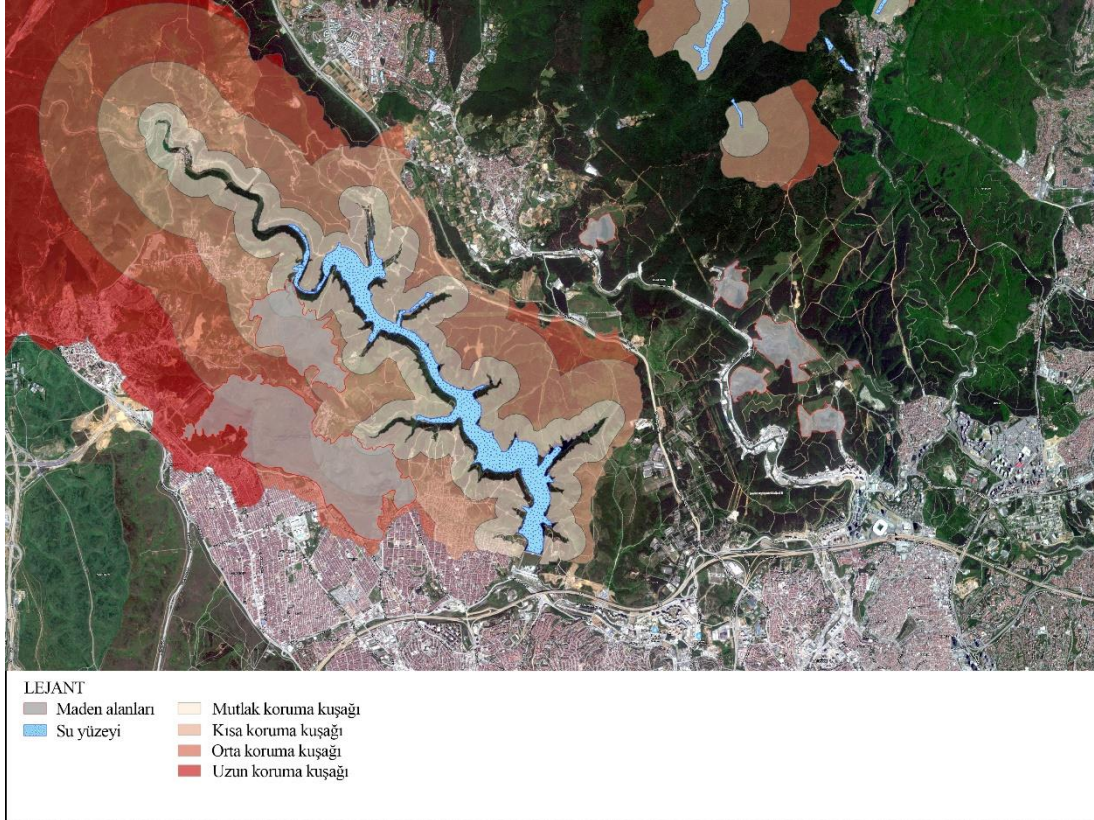 LEJANT
Maden alanları
Su yüzeyi
Mutlak koruma kuşağı
Kısa koruma kuşağı
Orta koruma kuşağı
Uzun koruma kuşağı